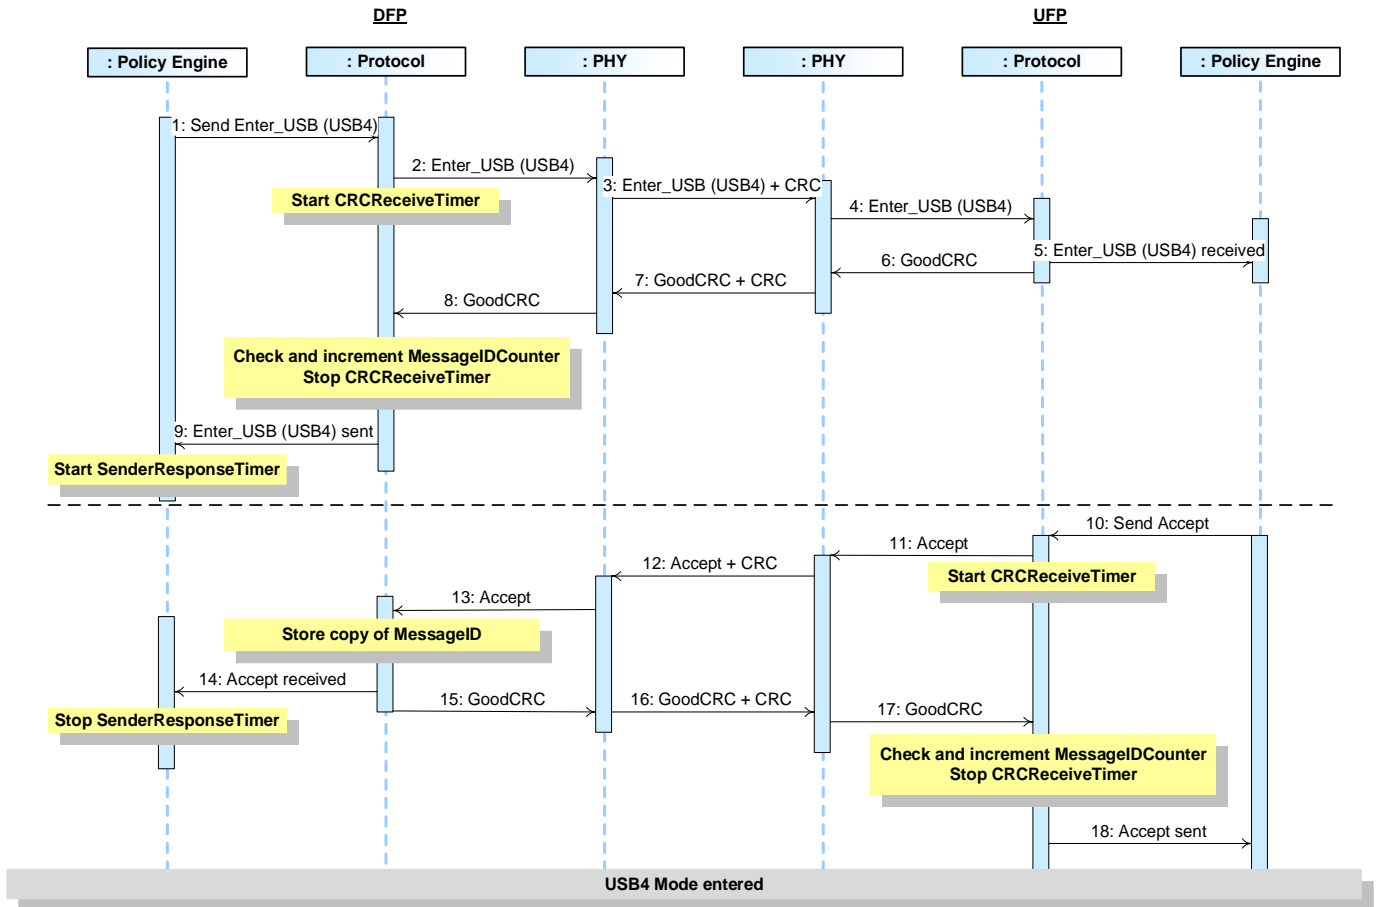 DFP
UFP
: Policy Engine
: Protocol
: PHY
: PHY
: Protocol
: Policy Engine
1: Send Enter_USB (USB4)
2: Enter_USB (USB4)
3: Enter_USB (USB4) + CRC
Start CRCReceiveTimer
4: Enter_USB (USB4)
5: Enter_USB (USB4) received
6: GoodCRC
7: GoodCRC + CRC
8: GoodCRC
Check and increment MessageIDCounter
Stop CRCReceiveTimer
9: Enter_USB (USB4) sent
Start SenderResponseTimer
10: Send Accept
11: Accept
12: Accept + CRC
Start CRCReceiveTimer
13: Accept
Store copy of MessageID
14: Accept received
15: GoodCRC
16: GoodCRC + CRC
17: GoodCRC
Stop SenderResponseTimer
Check and increment MessageIDCounter
Stop CRCReceiveTimer
18: Accept sent
USB4 Mode entered